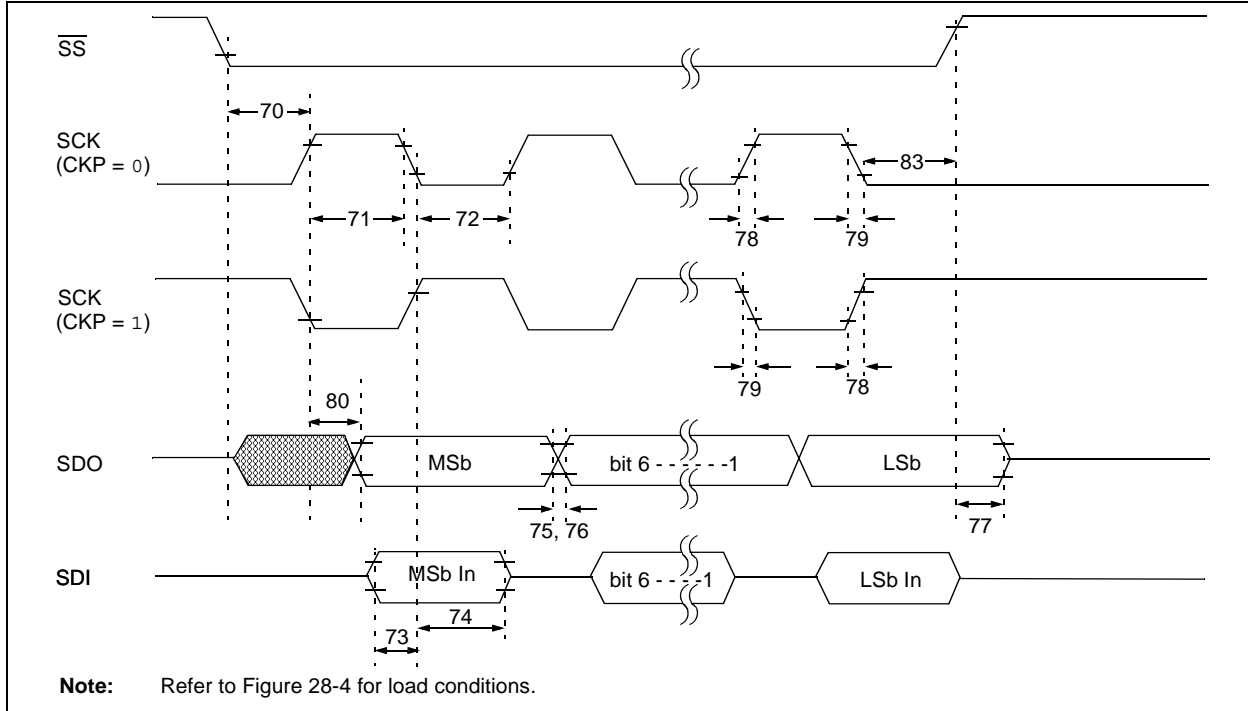 SS
70
SCK
(CKP = 0)
83
71
72
78
79
SCK
(CKP = 1)
79
78
80
SDO
MSb
bit 6 - - - - - -1
LSb
75, 76
77
SDI
MSb In
bit 6 - - - -1
LSb In
74
73
Note: Refer to Figure 28-4 for load conditions.